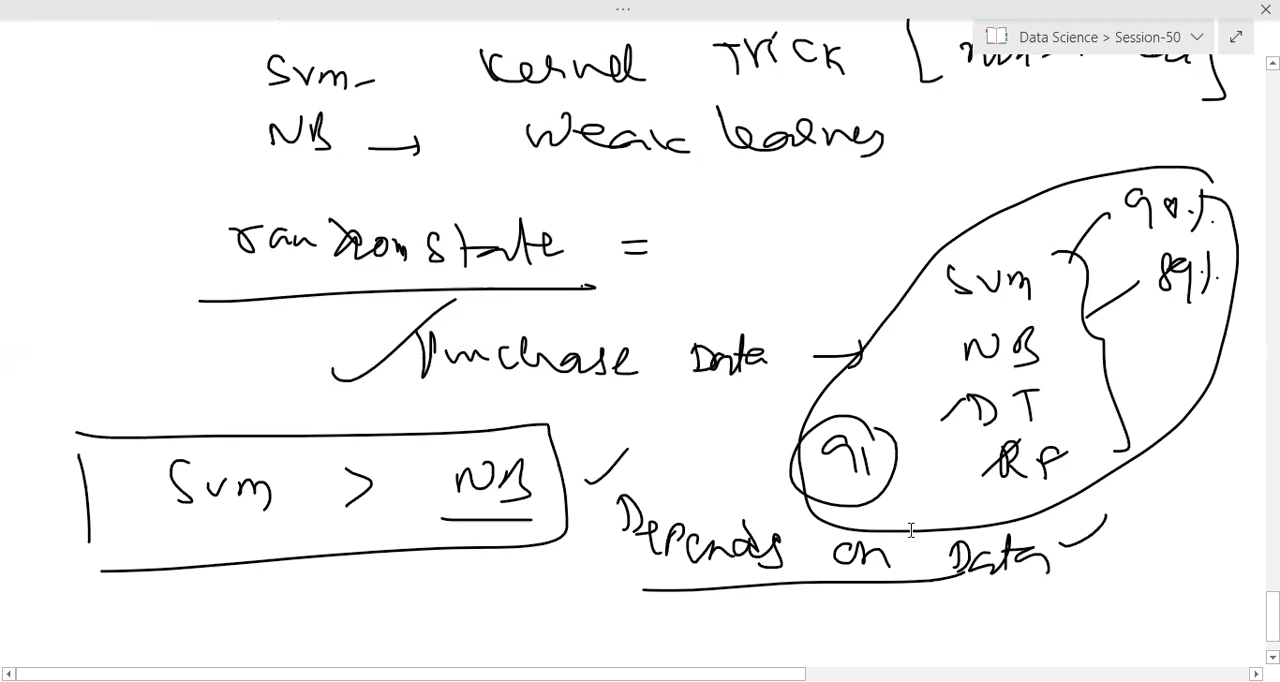 Data Science > Session-50
Svm - Kernel TRICK [
NB → Weak learners
random state =
Purchase Data →
SVM 90%
89%
NB
DT
RF
91
Svm > NB
Depends on Data